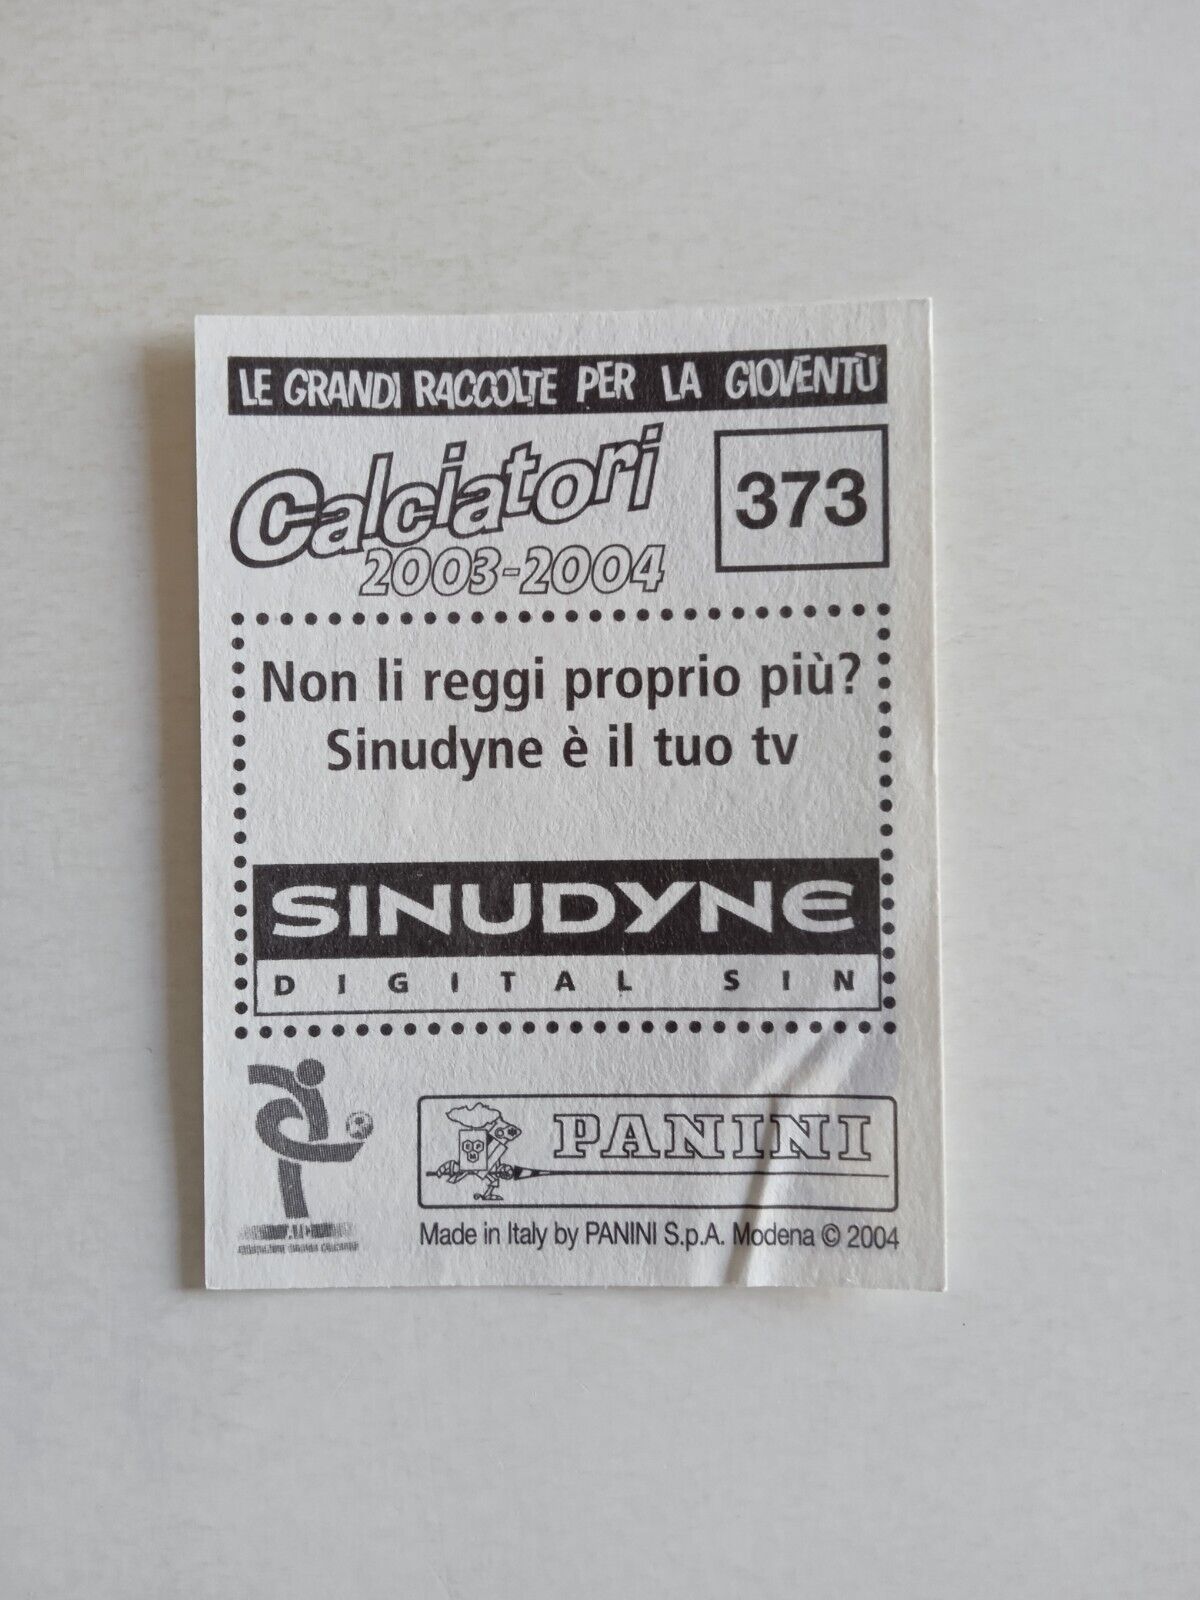 LE GRANDI RACCOLTE PER LA GIOVENTÙ
Calciatori
2003-2004
373
Non li reggi proprio più?
Sinudyne è il tuo tv
SINUDYNE
DIGITAL SIN
PANINI
Made in Italy by PANINI S.p.A. Modena © 2004